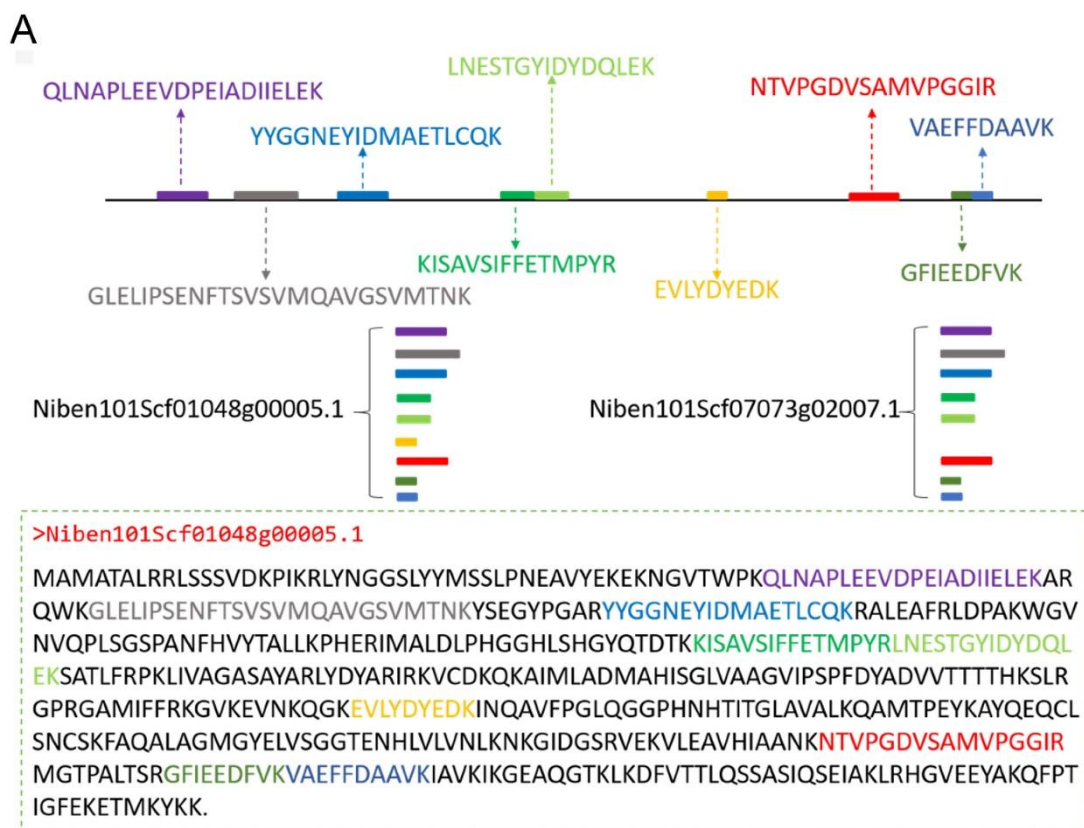 A
LNESTGYIDYDQLEK
QLNAPLEEVDPEIADIIELEK
NTVPGDVSAMVPGGIR
YYGGNEYIDMAETLCQK
VAEFFDAAVK
KISAVSIFFETMPYR
GFIEEDFVK
EVLYDYEDK
GLELIPSENFTSVSVMQAVGSVMTNK
Niben101Scf01048g00005.1
Niben101Scf07073g02007.1
>Niben101Scf01048g00005.1
MAMATALRRLSSSVDKPIKRLYNGGSLYYMSSLPNEAVYEKEKNGVTWPKQLNAPLEEVDPEIADIIELEKAR
QWKGLELIPSENFTSVSVMQAVGSVMTNKYSEGYPGARYYGGNEYIDMAETLCQKRALEAFRLDPAKWGV
NVQPLSGSPANFHVYTALLKPHERIMALDLPHGGHLSHGYQTDTKKISAVSIFFETMPYRLNESTGYIDYDQL
EKSATLFRPKLIVAGASAYARLYDYARIRKVCDKQKAIMLADMAHISGLVAAGVIPSPFDYADVVTTTTHKSLR
GPRGAMIFFRKGVKEVNKQGKEVLYDYEDKINQAVFPGLQGGPHNHTITGLAVALKQAMTPEYKAYQEQCL
SNCSKFAQALAGMGYELVSGGTENHLVLVNLKNKGIDGSRVEKVLEAVHIAANKNTVPGDVSAMVPGGIR
MGTPALTSRGFIEEDFVKVAEFFDAAVKIAVKIKGEAQGTKLKDFVTTLQSSASIQSEIAKLRHGVEEYAKQFPT
IGFEKETMKYKK.